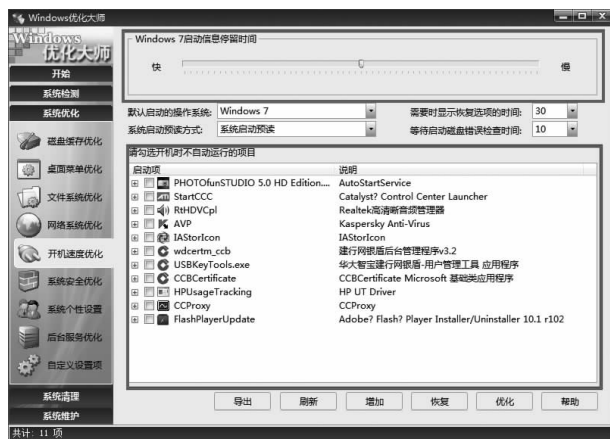 Windows优化大师
Windows
优化大师
开始
系统检测
系统优化
磁盘缓存优化
桌面菜单优化
文件系统优化
网络系统优化
开机速度优化
系统安全优化
系统个性设置
后台服务优化
自定义设置项
系统清理
系统维护
Windows 7启动信息停留时间
快 慢
默认启动的操作系统: Windows 7 需要时显示恢复选项的时间: 30
系统启动预读方式: 系统启动预读 等待启动磁盘错误检查时间: 10
请勾选开机时不自动运行的项目
启动项 说明
PHOTOfunSTUDIO 5.0 HD Edition.... AutoStartService
StartCCC Catalyst? Control Center Launcher
RtHDVCpl Realtek高清晰音频管理器
AVP Kaspersky Anti-Virus
IAStorIcon IAStorIcon
wdcertm_ccb 建行网银盾后台管理程序v3.2
USBKeyTools.exe 华大智宝建行网银盾-用户管理工具 应用程序
CCBCertificate CCBCertificate Microsoft 基础类应用程序
HPUsageTracking HP UT Driver
CCProxy CCProxy
FlashPlayerUpdate Adobe? Flash? Player Installer/Uninstaller 10.1 r102
导出 刷新 增加 恢复 优化 帮助
共计: 11 项